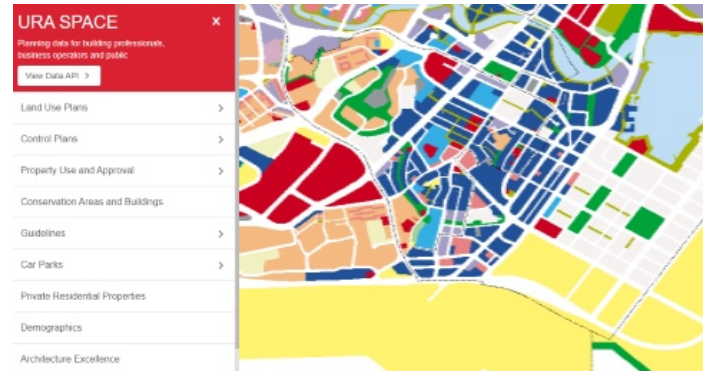 URA SPACE ×
Planning data for building professionals,
business operators and public
View Data API >
Land Use Plans >
Control Plans >
Property Use and Approval >
Conservation Areas and Buildings
Guidelines >
Car Parks >
Private Residential Properties
Demographics
Architecture Excellence